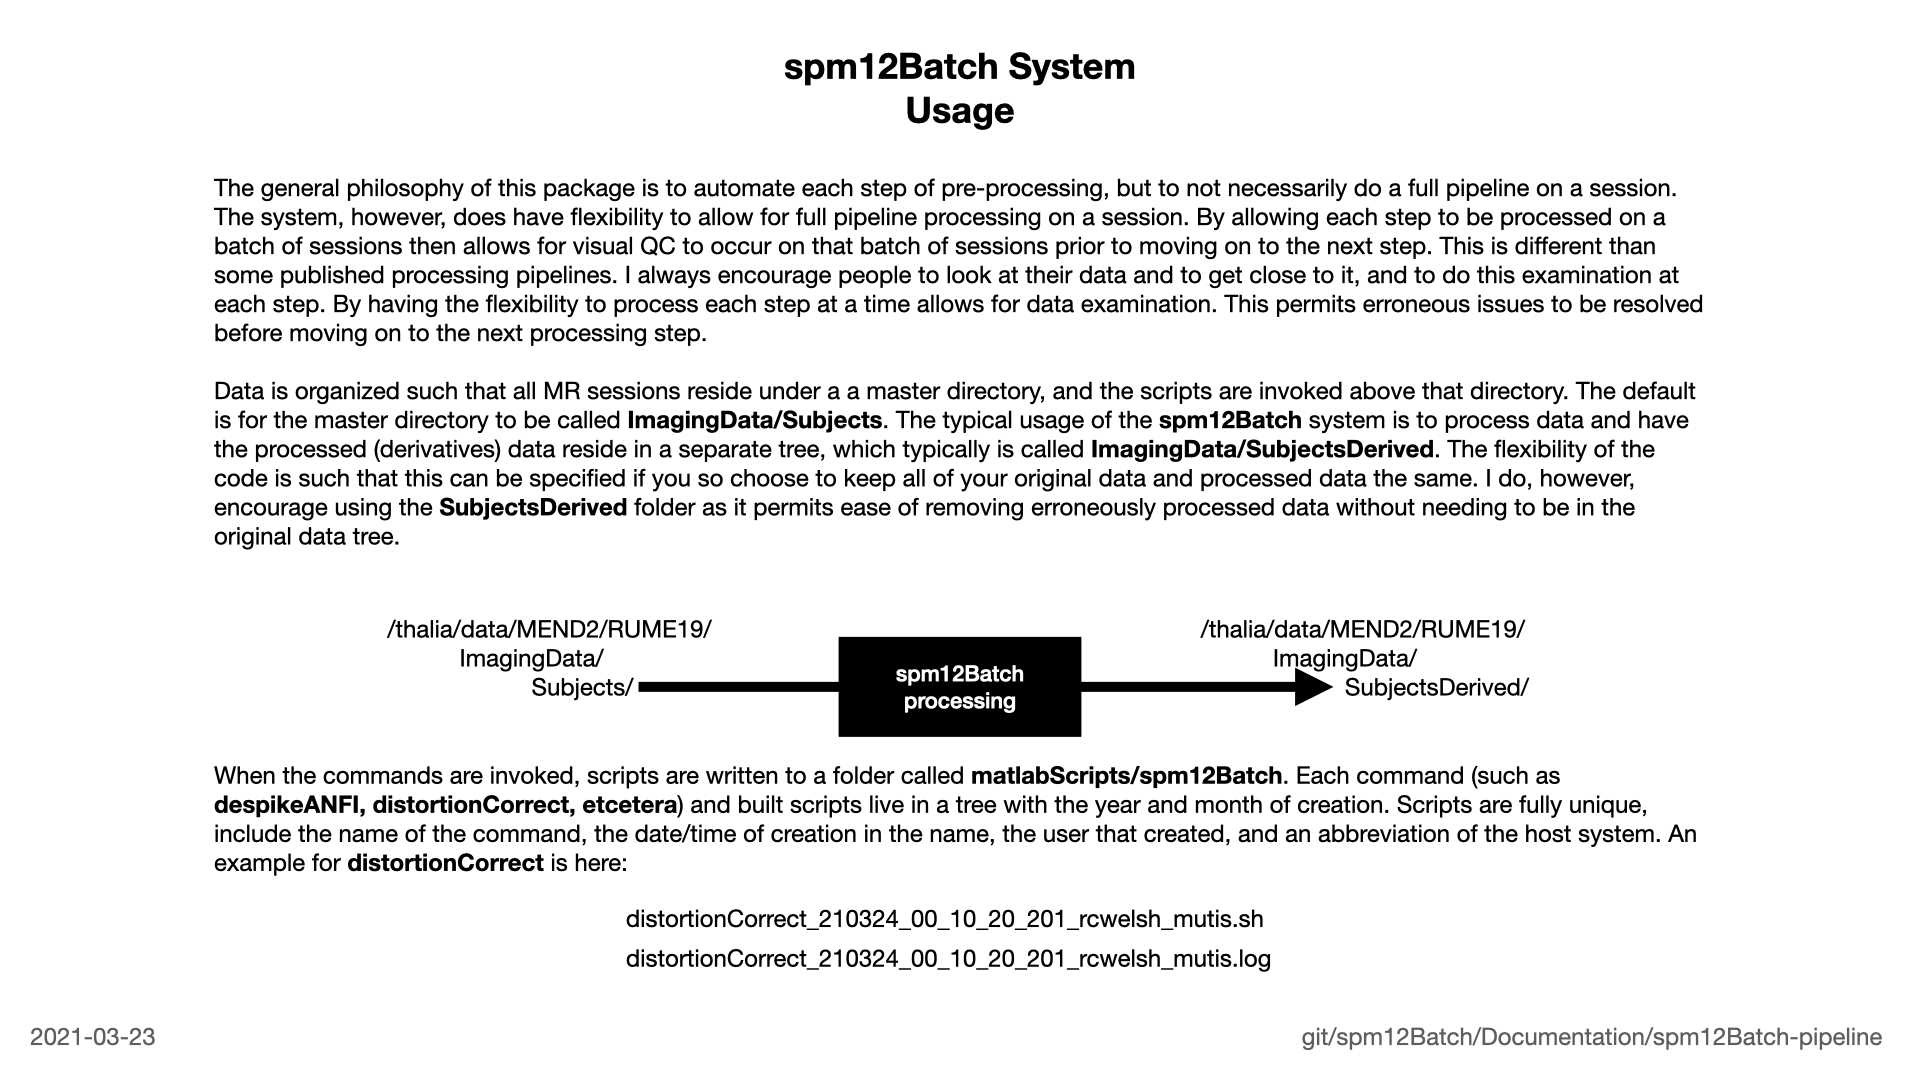 spm12Batch System
Usage
The general philosophy of this package is to automate each step of pre-processing, but to not necessarily do a full pipeline on a session.
The system, however, does have flexibility to allow for full pipeline processing on a session. By allowing each step to be processed on a
batch of sessions then allows for visual QC to occur on that batch of sessions prior to moving on to the next step. This is different than
some published processing pipelines. I always encourage people to look at their data and to get close to it, and to do this examination at
each step. By having the flexibility to process each step at a time allows for data examination. This permits erroneous issues to be resolved
before moving on to the next processing step.
Data is organized such that all MR sessions reside under a a master directory, and the scripts are invoked above that directory. The default
is for the master directory to be called ImagingData/Subjects. The typical usage of the spm12Batch system is to process data and have
the processed (derivatives) data reside in a separate tree, which typically is called ImagingData/SubjectsDerived. The flexibility of the
code is such that this can be specified if you so choose to keep all of your original data and processed data the same. I do, however,
encourage using the SubjectsDerived folder as it permits ease of removing erroneously processed data without needing to be in the
original data tree.
/thalia/data/MEND2/RUME19/
ImagingData/
Subjects/
spm12Batch
processing
/thalia/data/MEND2/RUME19/
ImagingData/
SubjectsDerived/
When the commands are invoked, scripts are written to a folder called matlabScripts/spm12Batch. Each command (such as
despikeANFI, distortionCorrect, etcetera) and built scripts live in a tree with the year and month of creation. Scripts are fully unique,
include the name of the command, the date/time of creation in the name, the user that created, and an abbreviation of the host system. An
example for distortionCorrect is here:
distortionCorrect_210324_00_10_20_201_rcwelsh_mutis.sh
distortionCorrect_210324_00_10_20_201_rcwelsh_mutis.log
2021-03-23
git/spm12Batch/Documentation/spm12Batch-pipeline